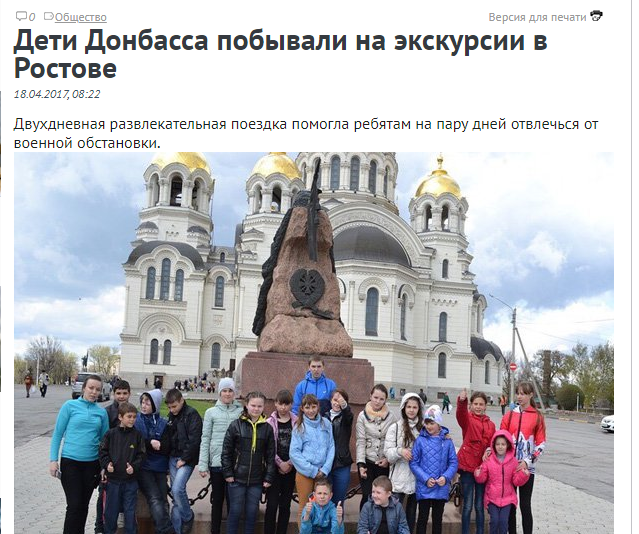 0 Общество
Версия для печати
Дети Донбасса побывали на экскурсии в
Ростове
18.04.2017, 08:22
Двухдневная развлекательная поездка помогла ребятам на пару дней отвлечься от
военной обстановки.